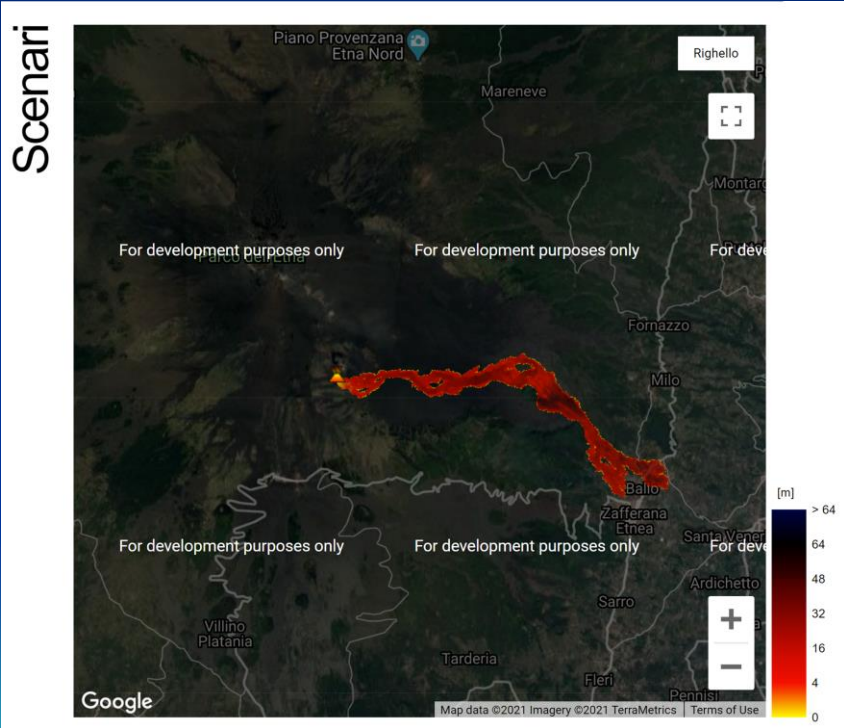 Scenari
Piano Provenzana
Etna Nord
Righello
Mareneve
Montarg
For development purposes only
For development purposes only
For deve
Parco dell'Etna
Fornazzo
Milo
Ballo
Zafferana
Etnea
Santa Vener
For development purposes only
For development purposes only
For deve
Ardichetto
Sarro
Villino
Platania
Tarderia
Fleri
Pennisi
Google
Map data ©2021 Imagery ©2021 TerraMetrics
Terms of Use
[m]
> 64
64
48
32
16
4
0